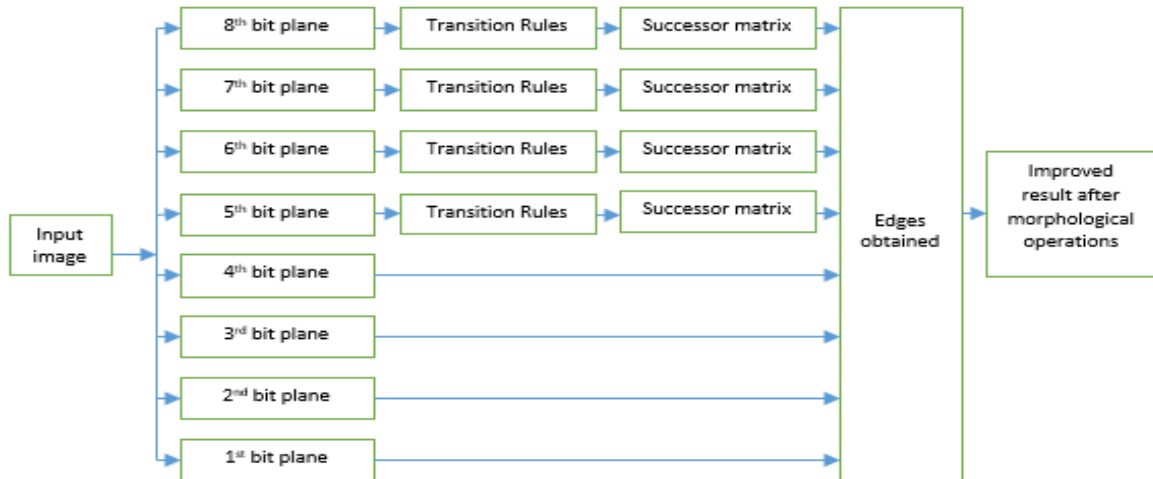 8th bit plane
Transition Rules
Successor matrix
7th bit plane
Transition Rules
Successor matrix
6th bit plane
Transition Rules
Successor matrix
5th bit plane
Transition Rules
Successor matrix
Input
image
4th bit plane
3rd bit plane
2nd bit plane
1st bit plane
Edges
obtained
Improved
result after
morphological
operations